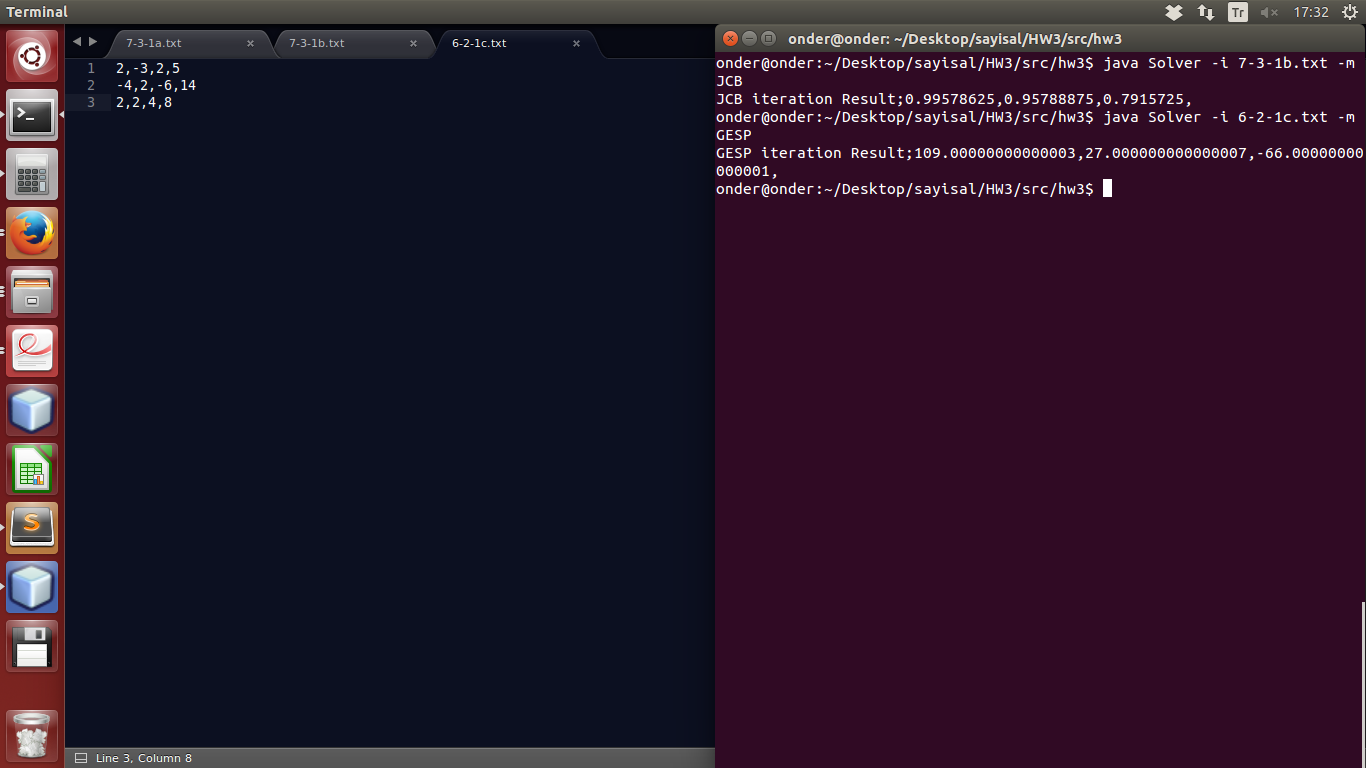 Terminal
Tr
17:32
7-3-1a.txt ×
7-3-1b.txt ×
6-2-1c.txt ×
1 2,-3,2,5
2 -4,2,-6,14
3 2,2,4,8
Line 3, Column 8
onder@onder: ~/Desktop/sayisal/HW3/src/hw3
onder@onder:~/Desktop/sayisal/HW3/src/hw3$ java Solver -i 7-3-1b.txt -m
JCB
JCB iteration Result;0.99578625,0.95788875,0.7915725,
onder@onder:~/Desktop/sayisal/HW3/src/hw3$ java Solver -i 6-2-1c.txt -m
GESP
GESP iteration Result;109.00000000000003,27.000000000000007,-66.00000000
000001,
onder@onder:~/Desktop/sayisal/HW3/src/hw3$